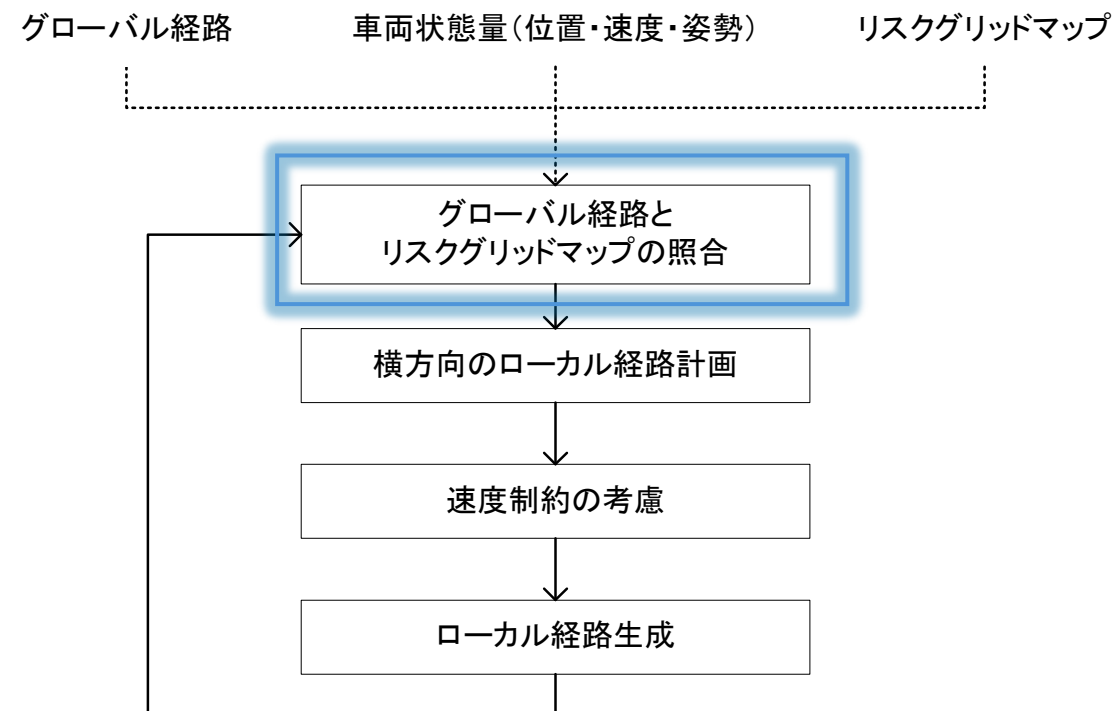 グローバル経路
車両状態量（位置・速度・姿勢）
リスクグリッドマップ
グローバル経路と
リスクグリッドマップの照合
横方向のローカル経路計画
速度制約の考慮
ローカル経路生成